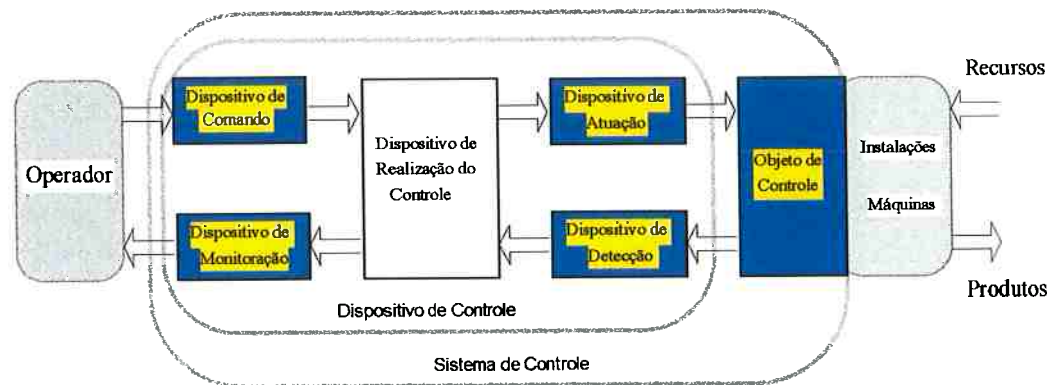 Recursos
Dispositivo de
Comando
Dispositivo de
Atuação
Operador
Dispositivo de
Realização do
Controle
Objeto de
Controle
Instalações
Máquinas
Dispositivo de
Monitoração
Dispositivo de
Detecção
Produtos
Dispositivo de Controle
Sistema de Controle